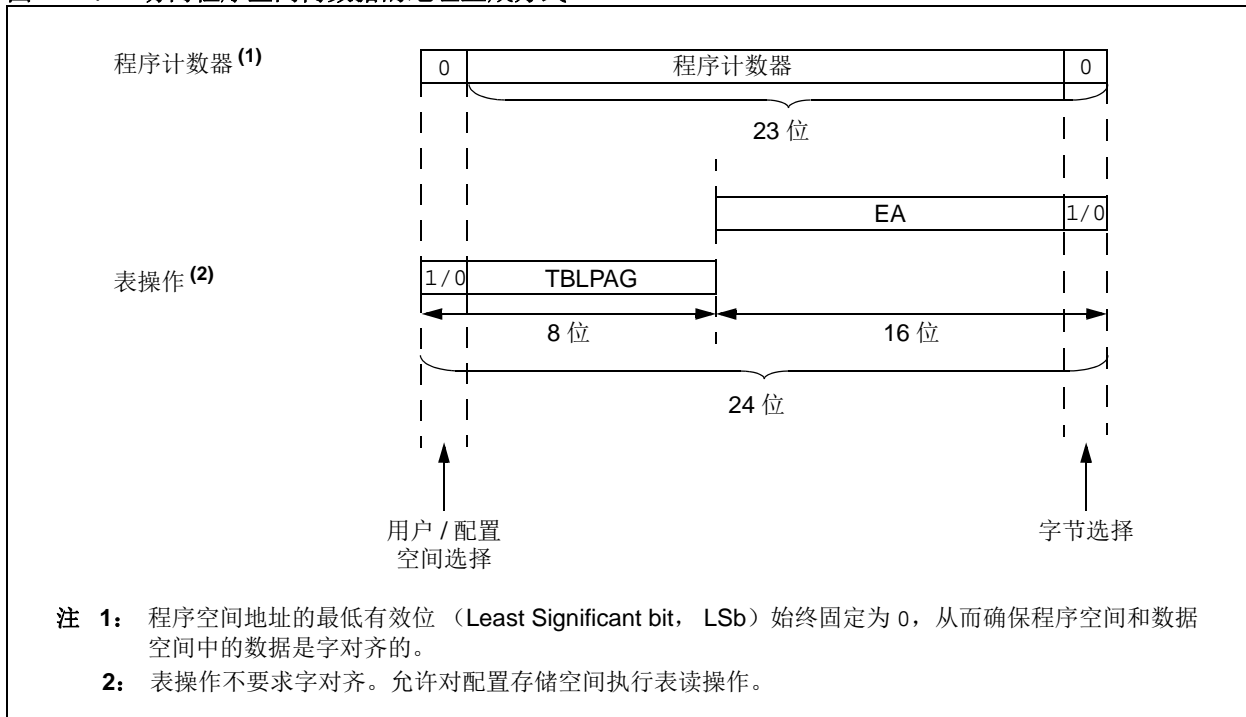 程序计数器 (1)
0 程序计数器 0
23 位
EA 1/0
表操作 (2)
1/0 TBLPAG
8 位 16 位
24 位
用户 / 配置
空间选择
字节选择
注 1： 程序空间地址的最低有效位 （Least Significant bit， LSb）始终固定为 0，从而确保程序空间和数据
空间中的数据是字对齐的。
2： 表操作不要求字对齐。允许对配置存储空间执行表读操作。